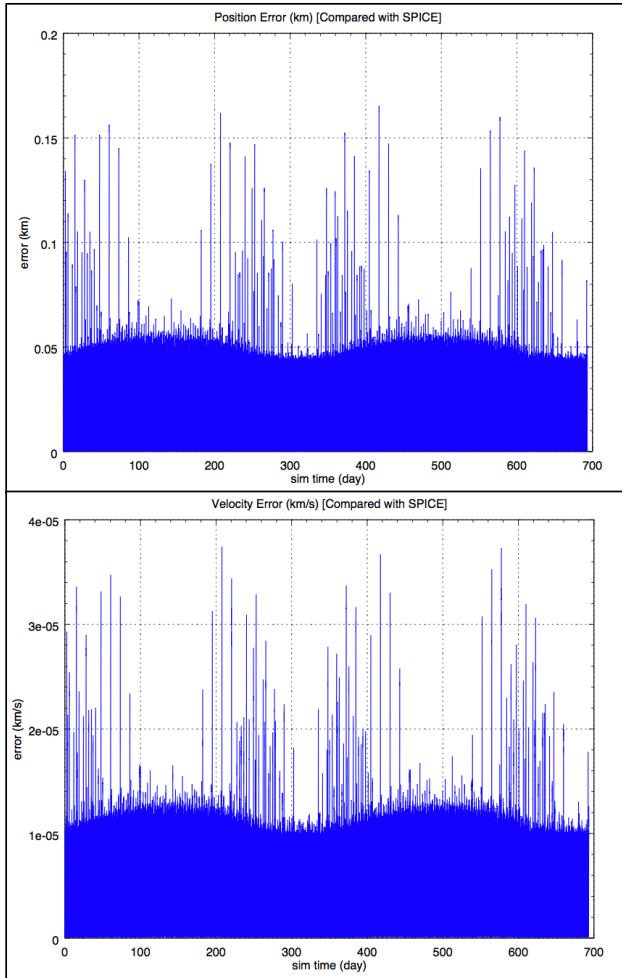 Position Error (km) [Compared with SPICE]
0.2
0.15
0.1
0.05
0
error (km)
0 100 200 300 400 500 600 700
sim time (day)
Velocity Error (km/s) [Compared with SPICE]
4e-05
3e-05
2e-05
1e-05
0
error (km/s)
0 100 200 300 400 500 600 700
sim time (day)